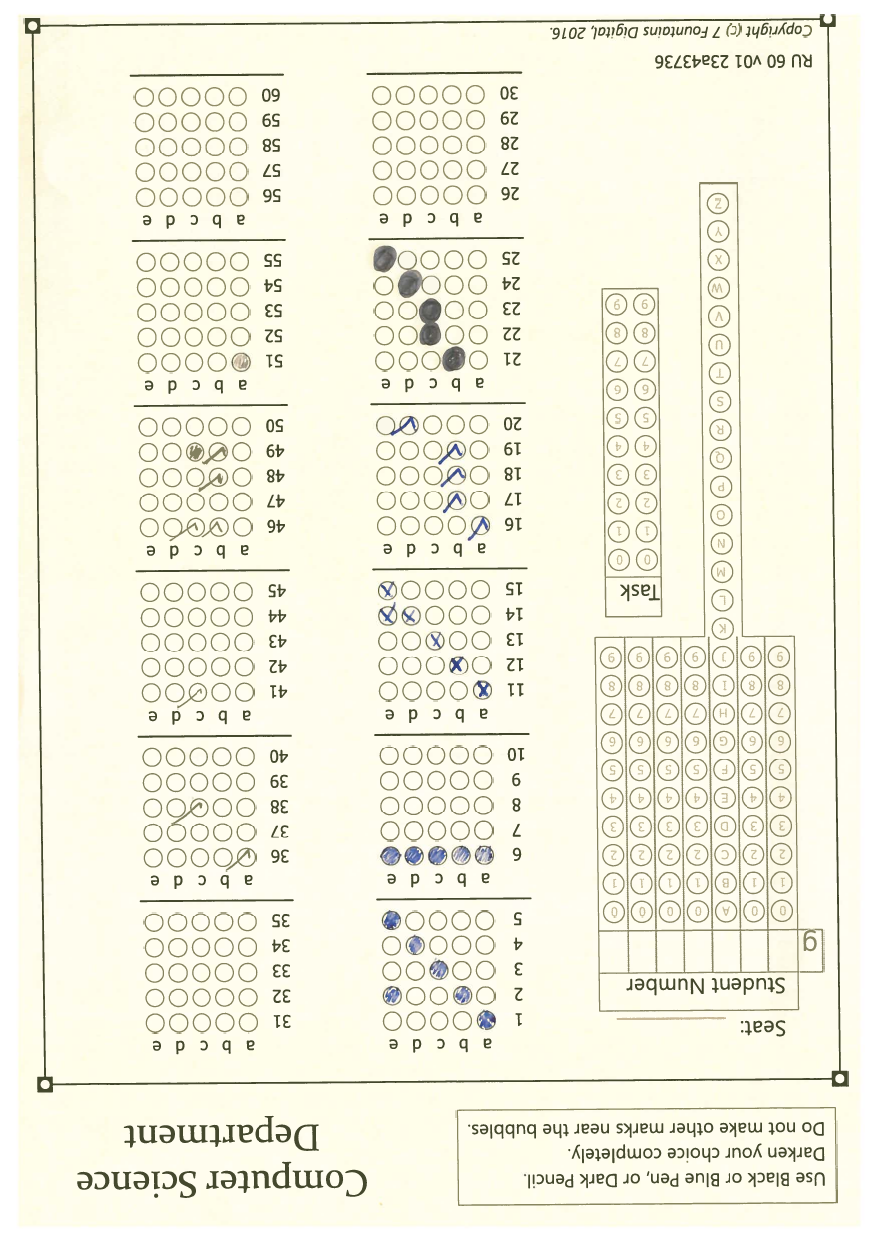 Use Black or Blue Pen, or Dark Pencil.
Darken your choice completely.
Do not make other marks near the bubbles.
Computer Science
Department
Seat:
Student Number
g
0 0 A 0 0 0 0
1 1 B 1 1 1 1
2 2 C 2 2 2 2
3 3 D 3 3 3 3
4 4 E 4 4 4 4
5 5 F 5 5 5 5
6 6 G 6 6 6 6
7 7 H 7 7 7 7
8 8 I 8 8 8 8
9 9 J 9 9 9 9
K
L
M
N
O
P
Q
R
S
T
U
V
W
X
Y
Z
Task
0 0
1 1
2 2
3 3
4 4
5 5
6 6
7 7
8 8
9 9
a b c d e
1
2
3
4
5
a b c d e
6
7
8
9
10
a b c d e
11
12
13
14
15
a b c d e
16
17
18
19
20
a b c d e
21
22
23
24
25
a b c d e
26
27
28
29
30
a b c d e
31
32
33
34
35
a b c d e
36
37
38
39
40
a b c d e
41
42
43
44
45
a b c d e
46
47
48
49
50
a b c d e
51
52
53
54
55
a b c d e
56
57
58
59
60
RU 60 v01 23a43736
Copyright (c) 7 Fountains Digital, 2016.